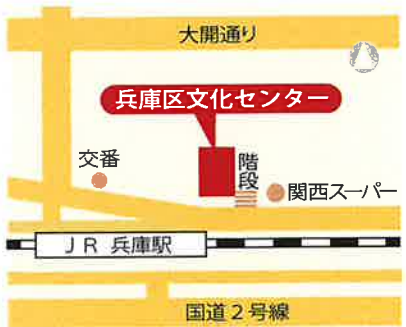 大開通り
兵庫区文化センター
交番
階段
関西スーパー
ＪＲ 兵庫駅
国道２号線